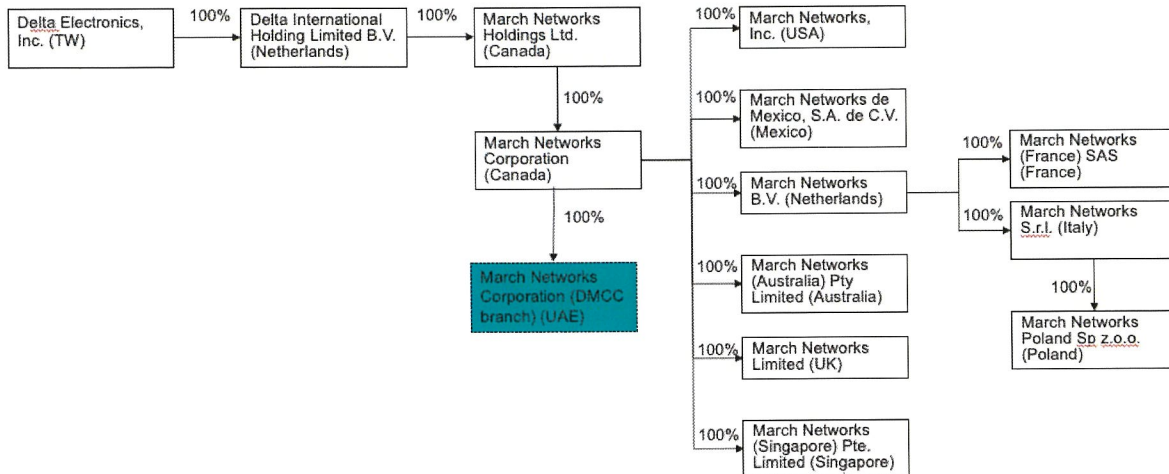 Delta Electronics,
Inc. (TW)
100%
Delta International
Holding Limited B.V.
(Netherlands)
100%
March Networks
Holdings Ltd.
(Canada)
100%
March Networks
Corporation
(Canada)
100%
March Networks
Corporation (DMCC
branch) (UAE)
100%
March Networks,
Inc. (USA)
100%
March Networks de
Mexico, S.A. de C.V.
(Mexico)
100%
March Networks
B.V. (Netherlands)
100%
March Networks
(France) SAS
(France)
100%
March Networks
S.r.l. (Italy)
100%
March Networks
Poland Sp z.o.o.
(Poland)
100%
March Networks
(Australia) Pty
Limited (Australia)
100%
March Networks
Limited (UK)
100%
March Networks
(Singapore) Pte.
Limited (Singapore)